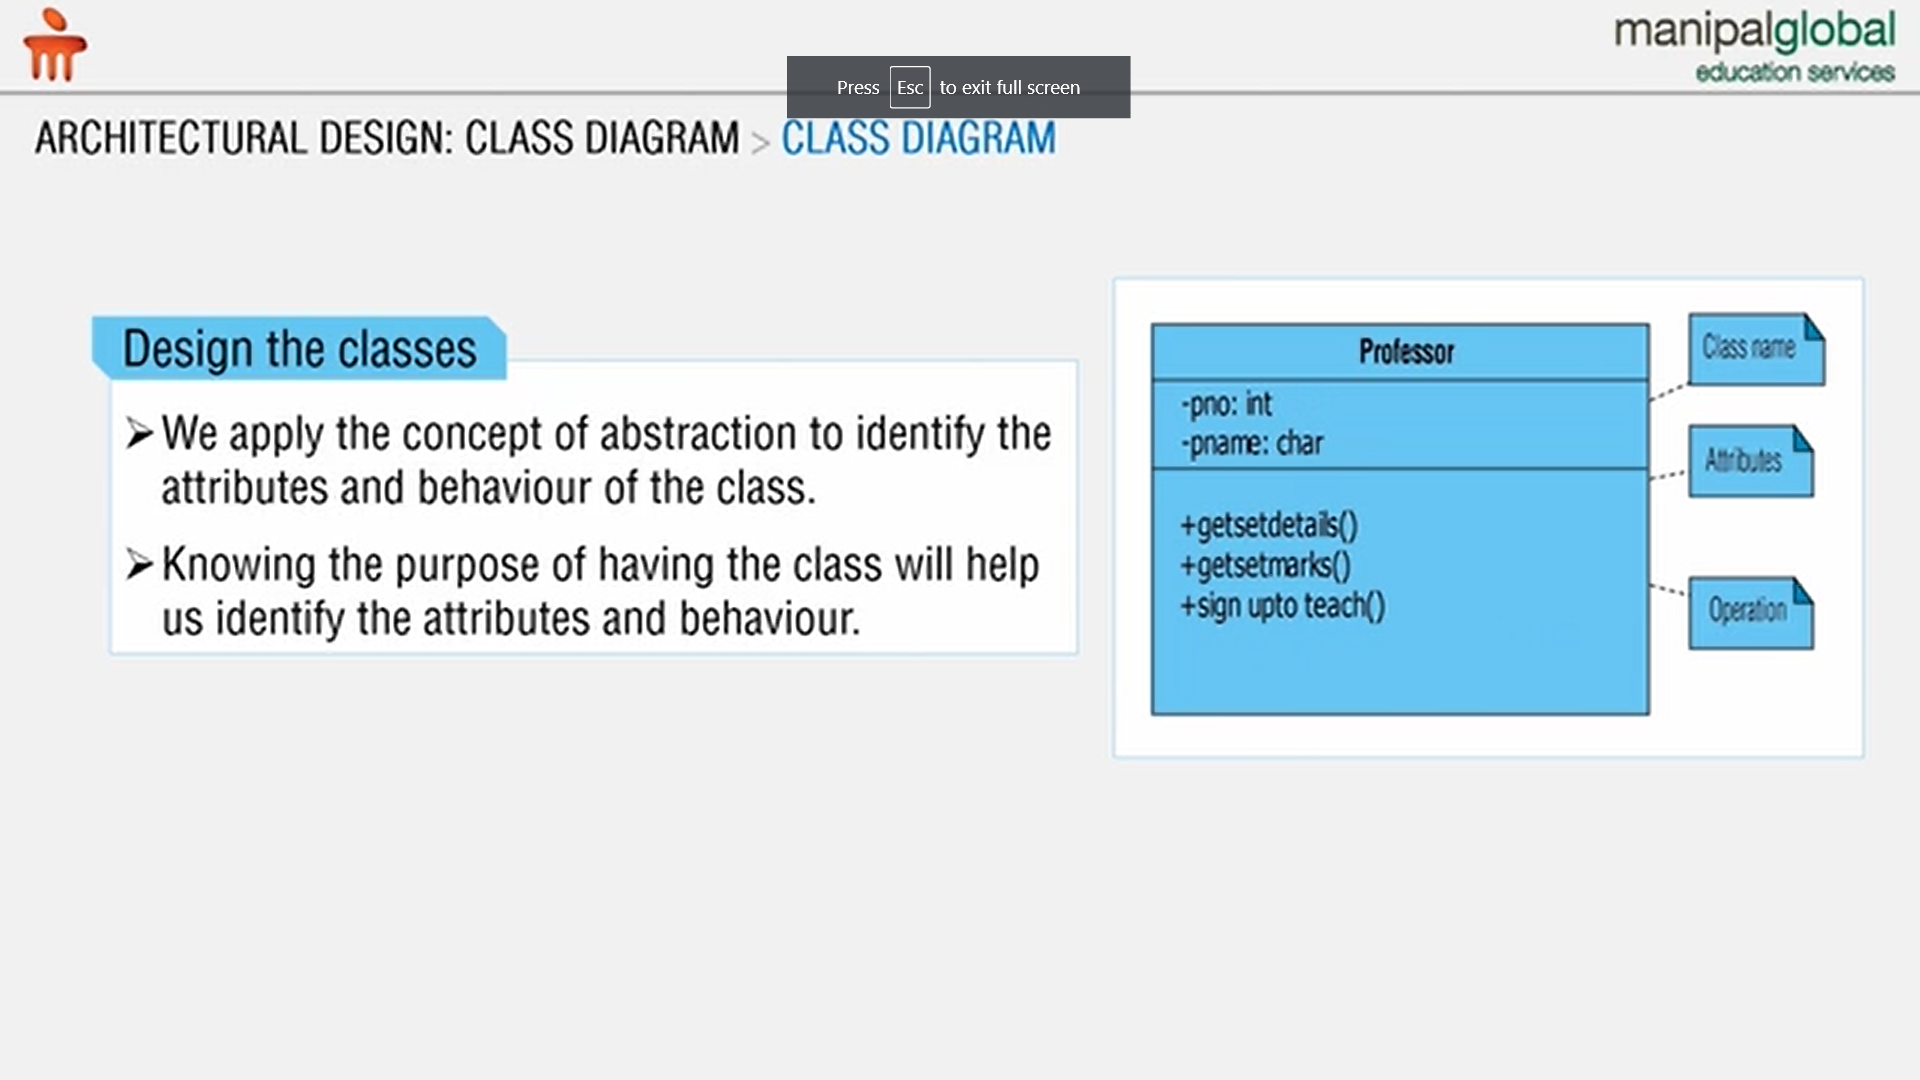 manipalglobal
education services
Press Esc to exit full screen
ARCHITECTURAL DESIGN: CLASS DIAGRAM > CLASS DIAGRAM
Design the classes
➢ We apply the concept of abstraction to identify the
attributes and behaviour of the class.
➢ Knowing the purpose of having the class will help
us identify the attributes and behaviour.
Professor
-pno: int
-pname: char
+getsetdetails()
+getsetmarks()
+sign upto teach()
Class name
Attributes
Operation